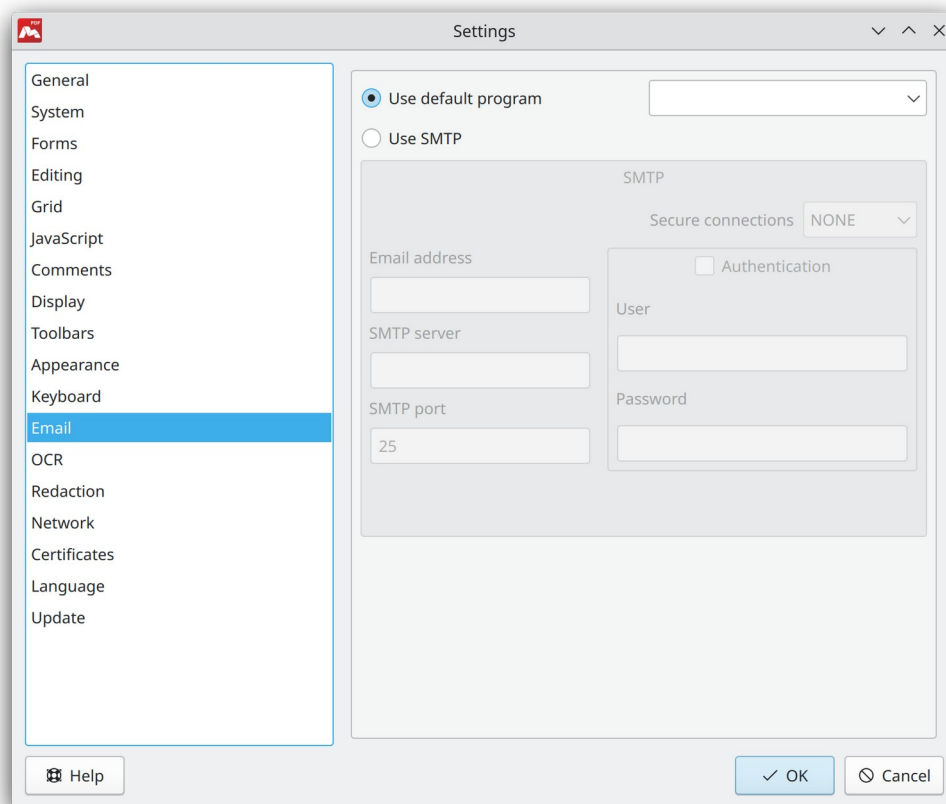 PDF
Settings
General
System
Forms
Editing
Grid
JavaScript
Comments
Display
Toolbars
Appearance
Keyboard
Email
OCR
Redaction
Network
Certificates
Language
Update
Use default program
Use SMTP
SMTP
Secure connections NONE
Email address
SMTP server
SMTP port
25
Authentication
User
Password
Help
OK
Cancel